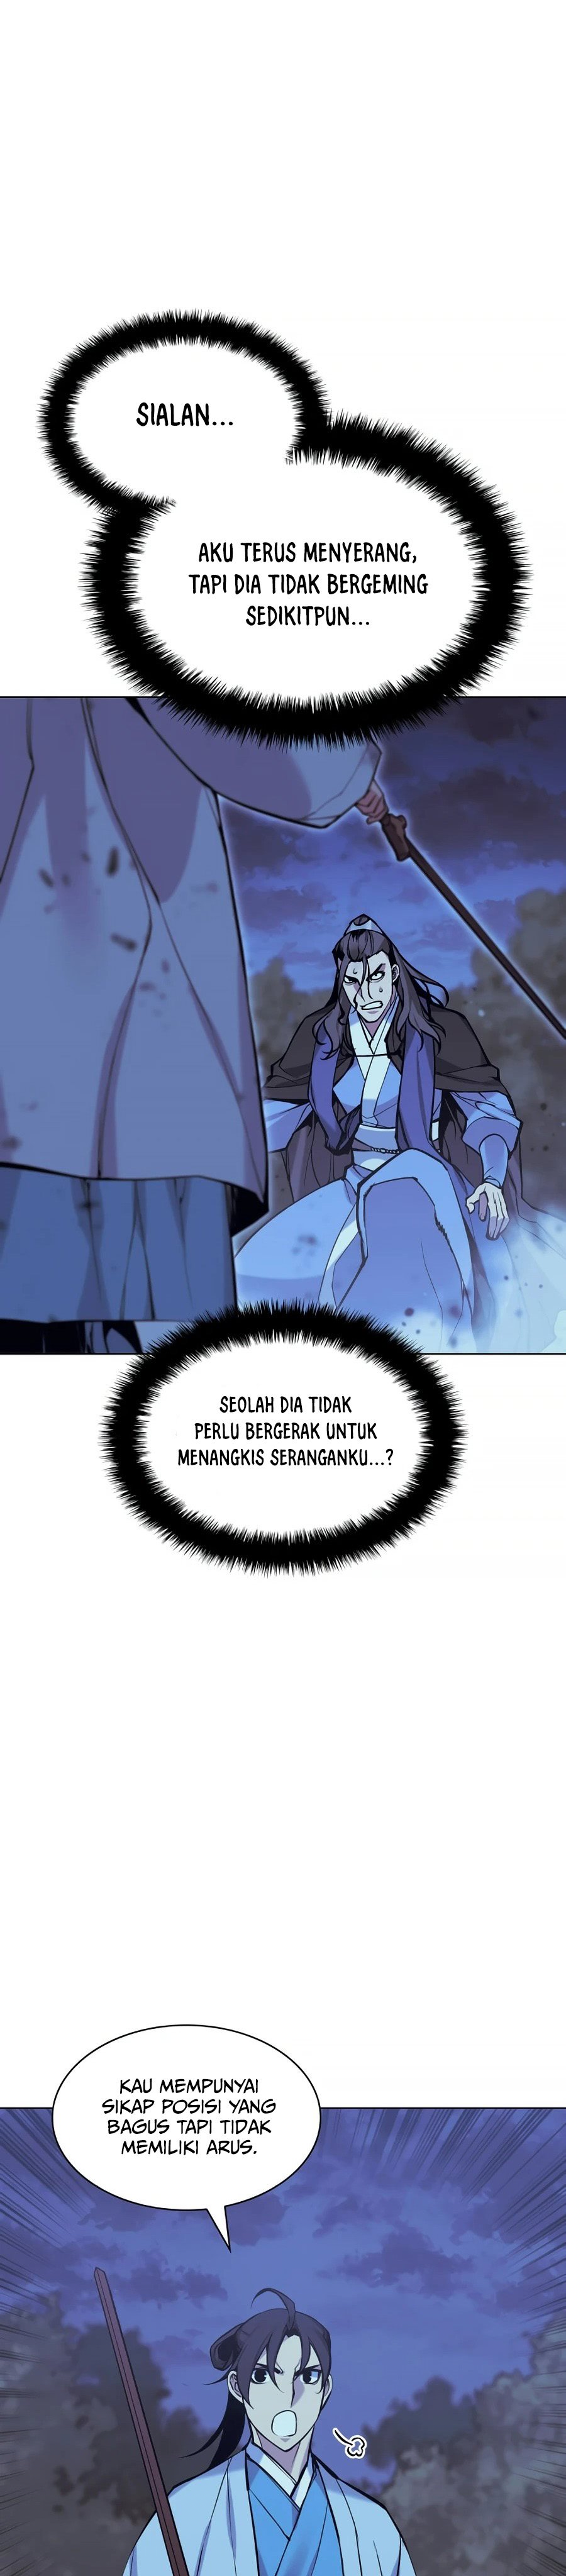 SIALAN...
AKU TERUS MENYERANG,
TAPI DIA TIDAK BERGEMING
SEDIKITPUN...
SEOLAH DIA TIDAK
PERLU BERGERAK UNTUK
MENANGKIS SERANGANKU...?
KAU MEMPUNYAI
SIKAP POSISI YANG
BAGUS TAPI TIDAK
MEMILIKI ARUS.